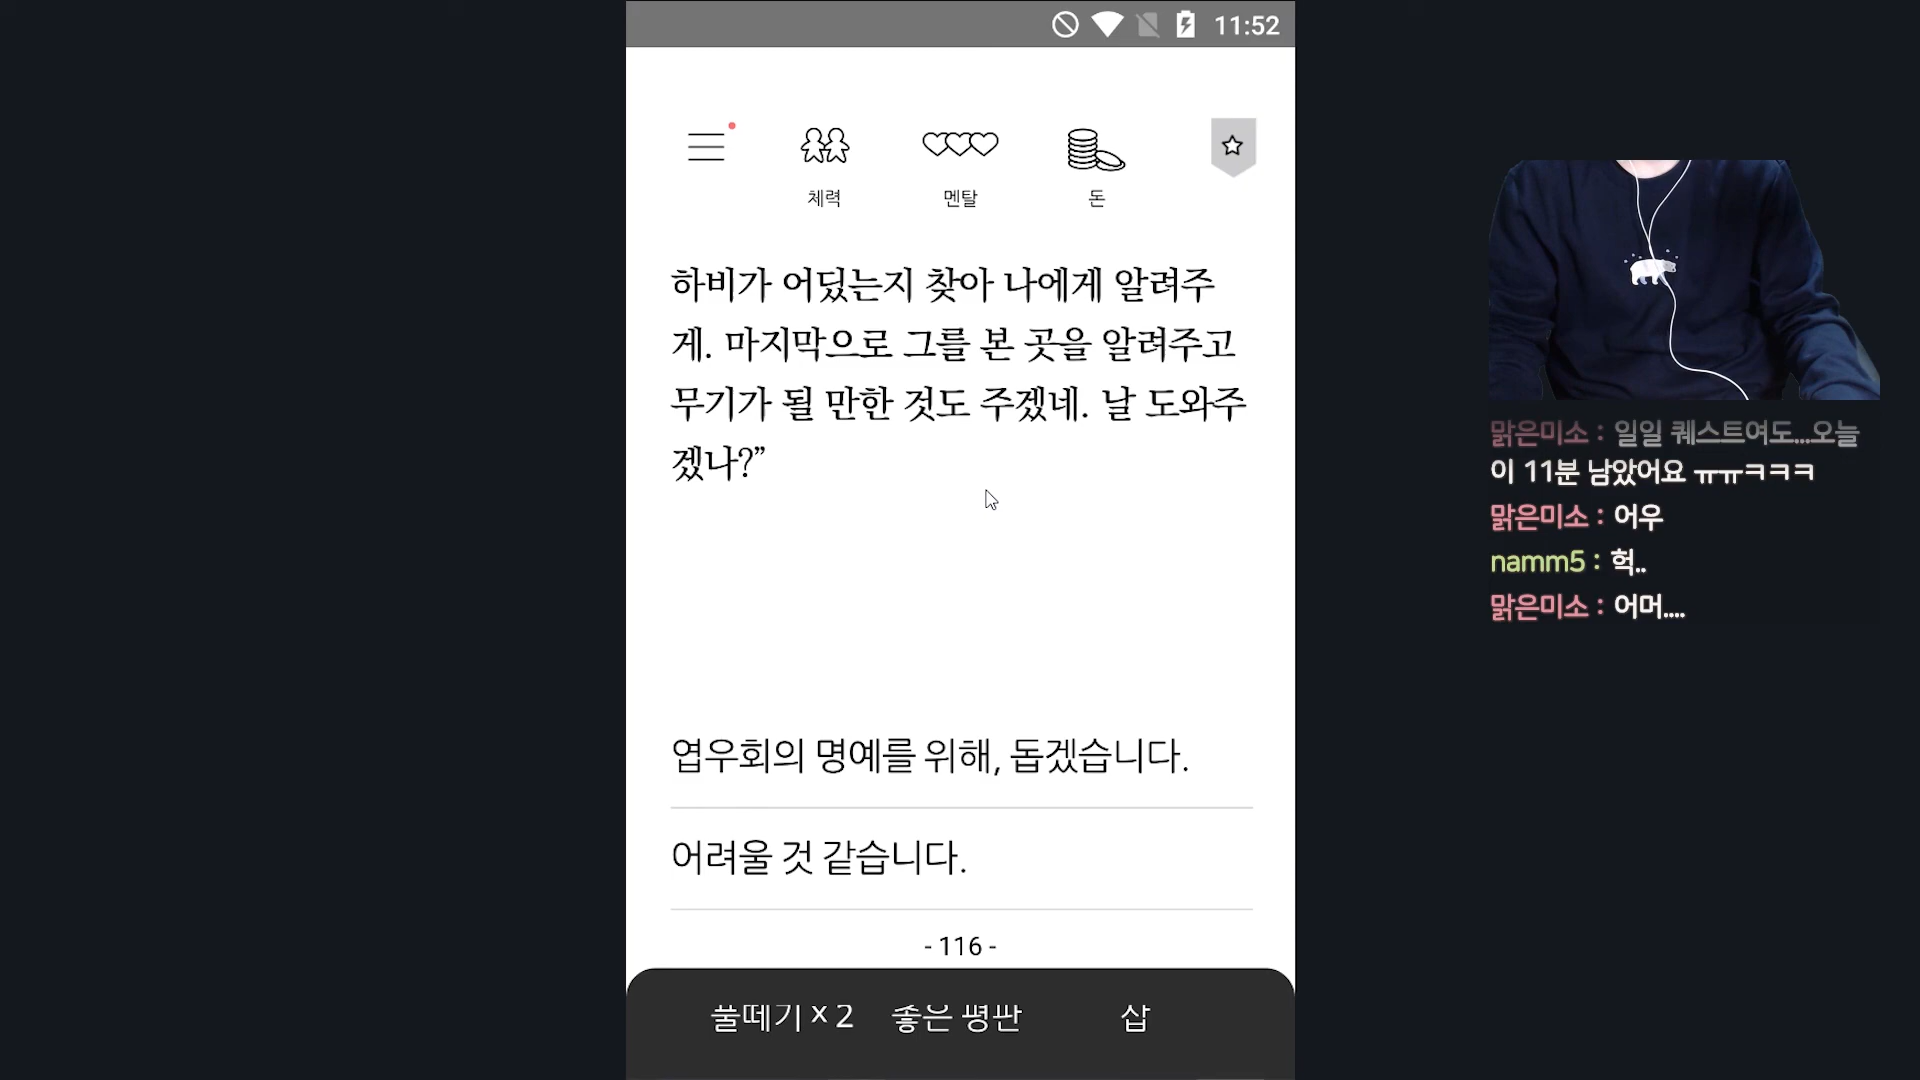 11:52
체력
멘탈
돈
하비가 어딨는지 찾아 나에게 알려주
게. 마지막으로 그를 본 곳을 알려주고
무기가 될 만한 것도 주겠네. 날 도와주
겠나?”
엽우회의 명예를 위해, 돕겠습니다.
어려울 것 같습니다.
- 116 -
풀떼기 x 2 좋은 평판 삽
맑은미소 : 일일 퀘스트여도...오늘
이 11분 남았어요 ㅠㅠㅋㅋㅋ
맑은미소 : 어우
namm5 : 헉..
맑은미소 : 어머....